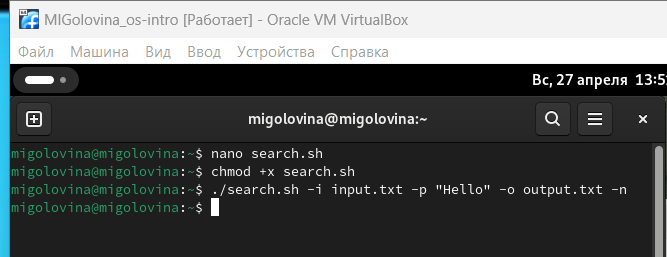 MIGolovina_os-intro [Работает] - Oracle VM VirtualBox
Файл Машина Вид Ввод Устройства Справка
Вс, 27 апреля 13:5
migolovina@migolovina:~
migolovina@migolovina:~$ nano search.sh
migolovina@migolovina:~$ chmod +x search.sh
migolovina@migolovina:~$ ./search.sh -i input.txt -p "Hello" -o output.txt -n
migolovina@migolovina:~$